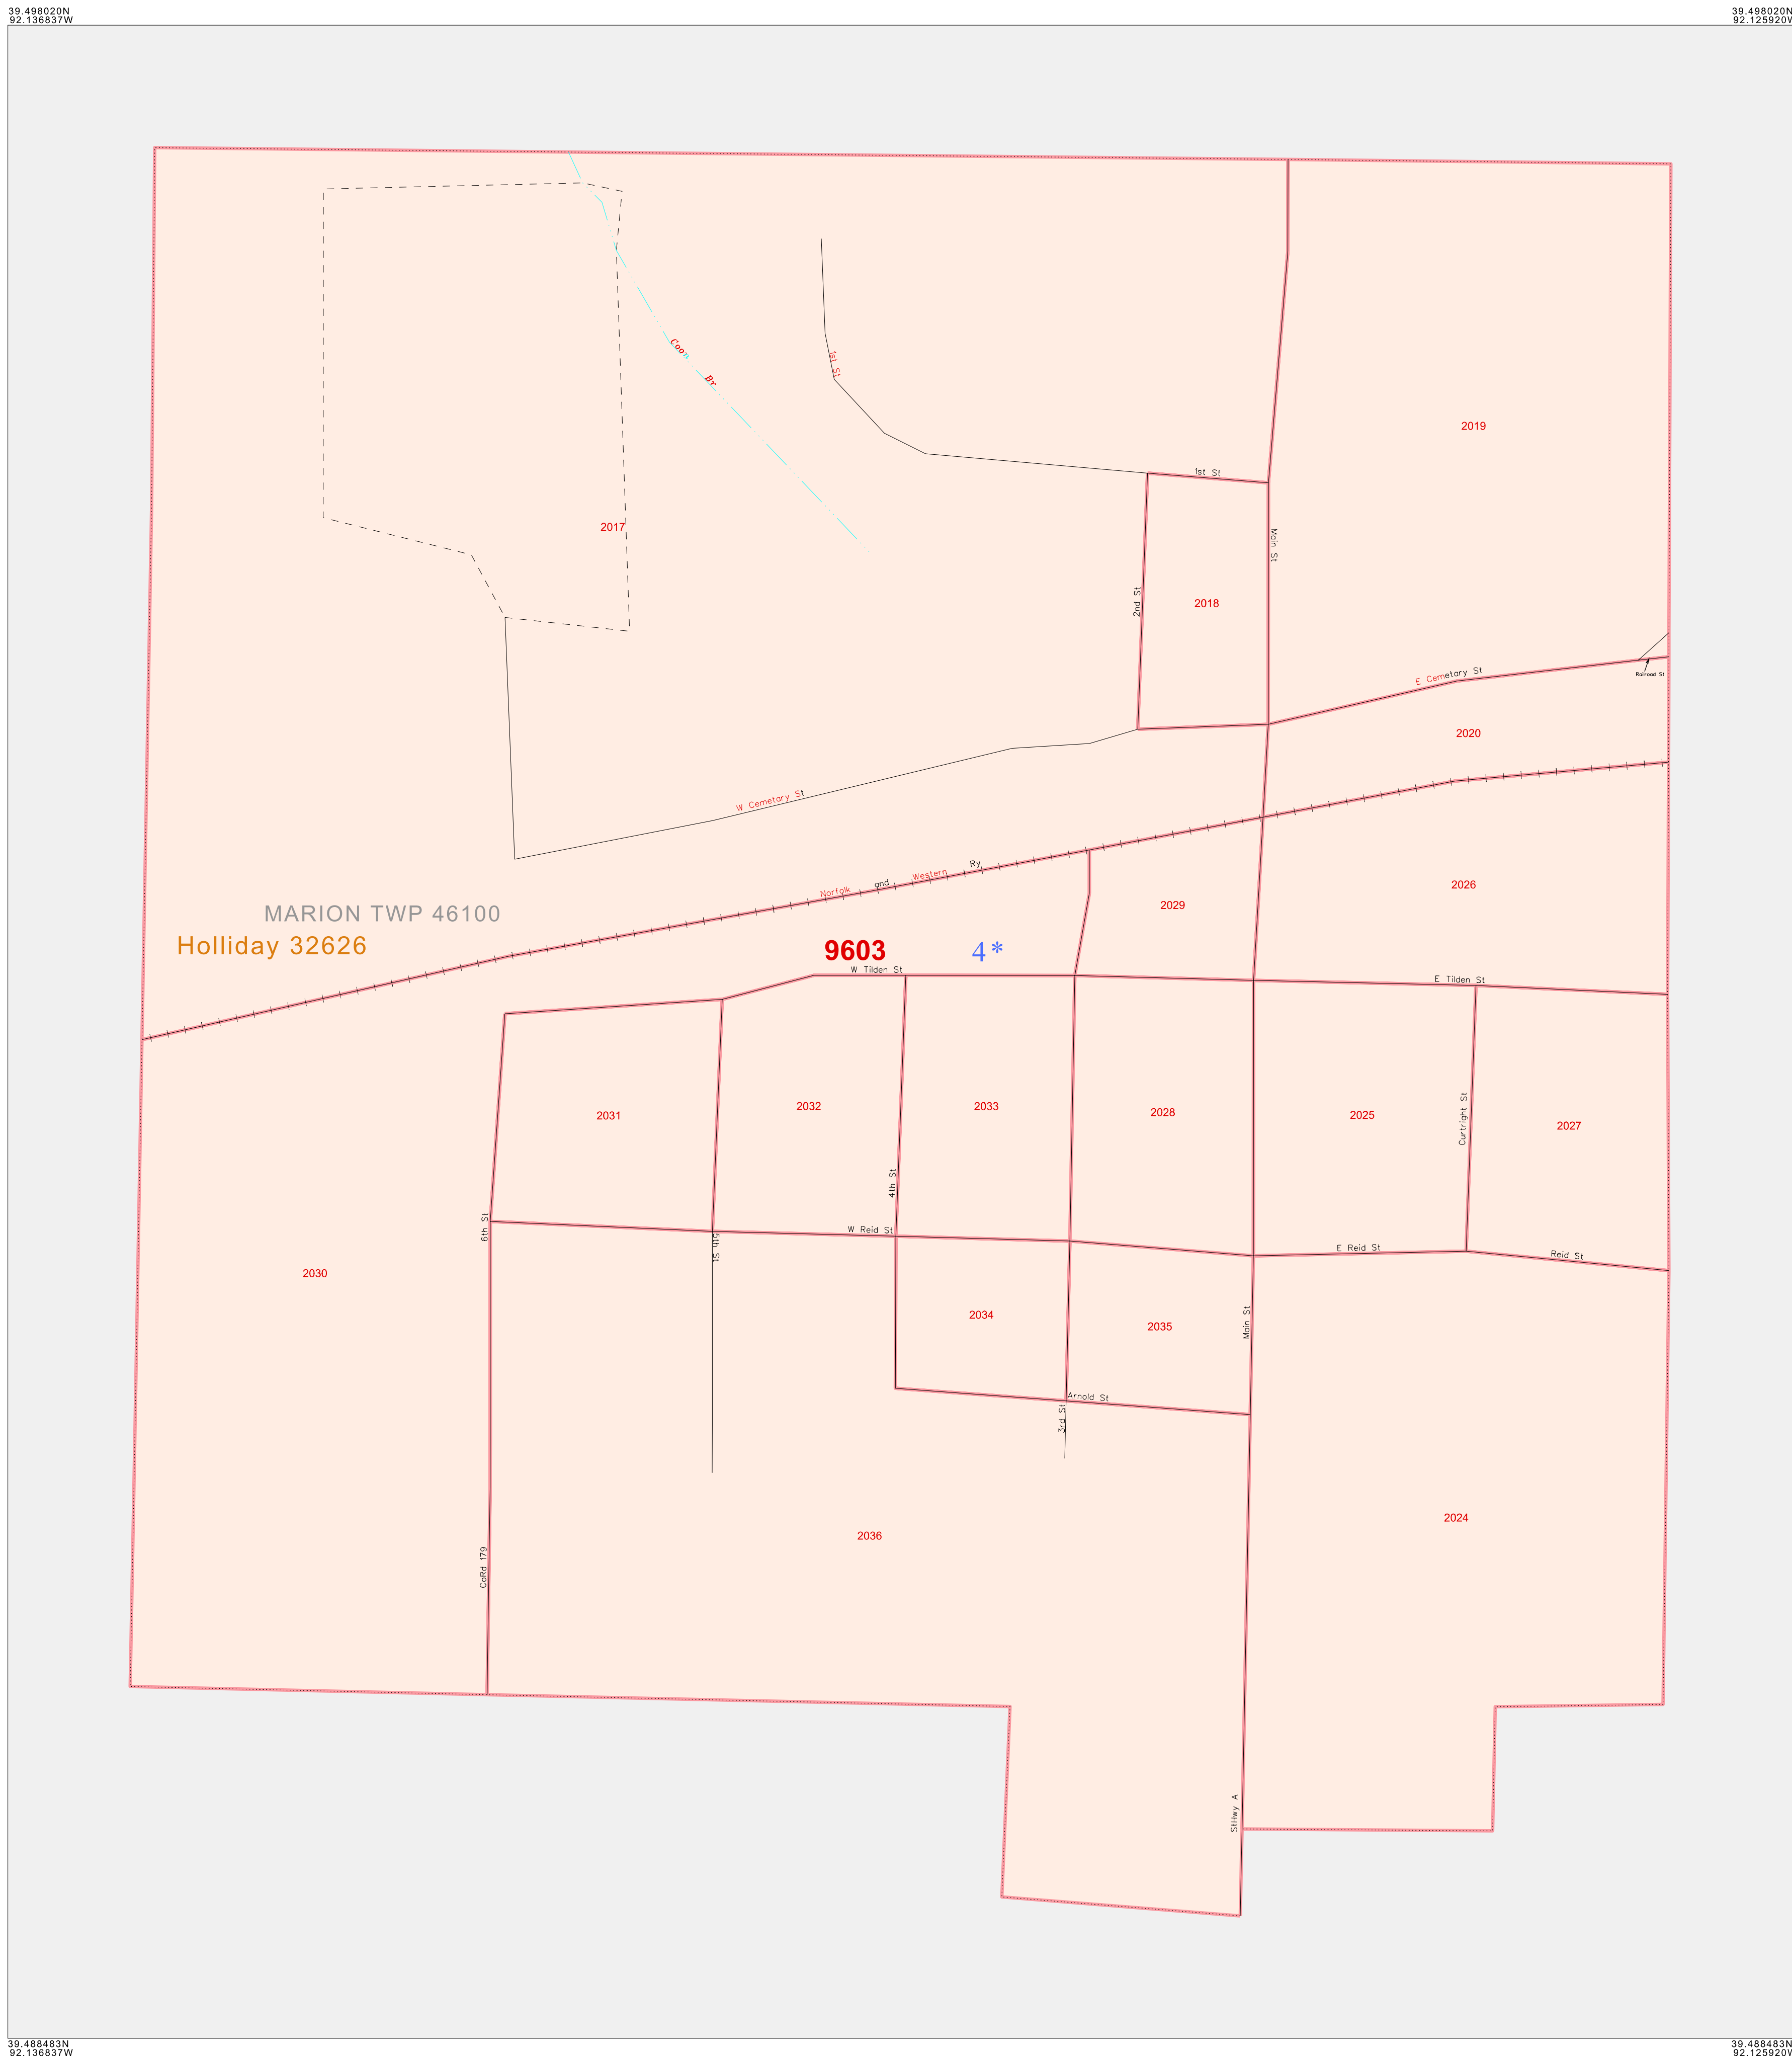 39.498020N
92.136837W
39.498020N
92.125920W
Coon Br
1st St
2019
1st St
Main St
2017
2nd St
2018
E Cemetary St
Railroad St
2020
W Cemetary St
Norfolk and Western Ry
2026
2029
MARION TWP 46100
Holliday 32626
9603
4*
W Tilden St
E Tilden St
2031
2032
2033
2028
2025
Curtright St
2027
4th St
6th St
5th St
W Reid St
E Reid St
Reid St
2030
2034
2035
Main St
Arnold St
3rd St
2036
2024
CoRd 179
StHwy A
39.488483N
92.136837W
39.488483N
92.125920W